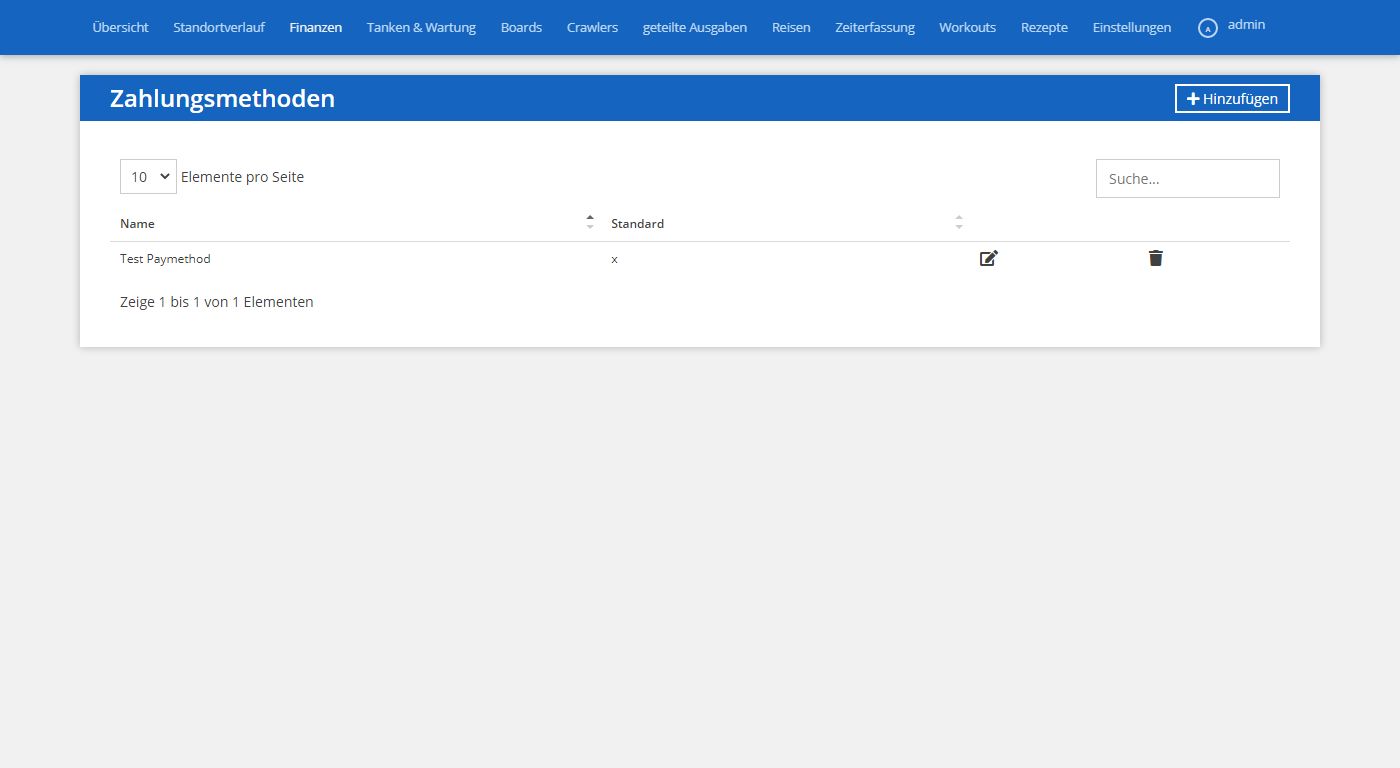 Übersicht Standortverlauf Finanzen Tanken & Wartung Boards Crawlers geteilte Ausgaben Reisen Zeiterfassung Workouts Rezepte Einstellungen A admin
Zahlungsmethoden Hinzufügen
10 Elemente pro Seite Suche...
Name Standard
Test Paymethod x
Zeige 1 bis 1 von 1 Elementen